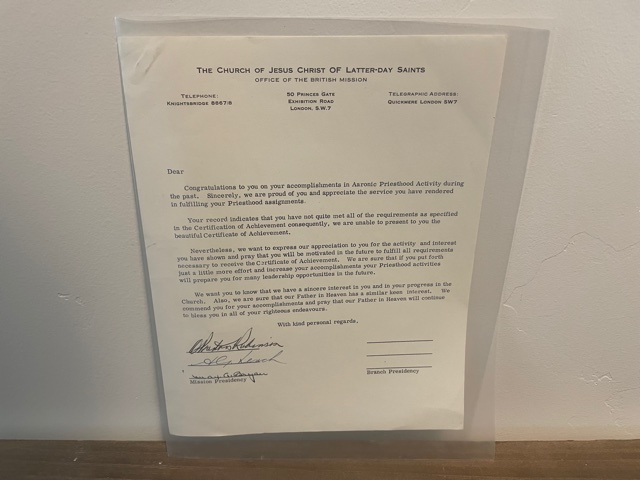 THE CHURCH OF JESUS CHRIST OF LATTER-DAY SAINTS
OFFICE OF THE BRITISH MISSION
TELEPHONE: 50 PRINCES GATE TELEGRAPHIC ADDRESS:
KNIGHTSBRIDGE 8667/8 EXHIBITION ROAD QUICKMERE LONDON SW7
LONDON, S.W.7
Dear
Congratulations to you on your accomplishments in Aaronic Priesthood Activity during
the past. Sincerely, we are proud of you and appreciate the service you have rendered
in fulfilling your Priesthood assignments.
Your record indicates that you have not quite met all of the requirements as specified
in the Certification of Achievement consequently, we are unable to present to you the
beautiful Certificate of Achievement.
Nevertheless, we want to express our appreciation to you for the activity and interest
you have shown and pray that you will be motivated in the future to fulfill all requirements
necessary to receive the Certificate of Achievement. We are sure that if you put forth
just a little more effort and increase your accomplishments your Priesthood activities
will prepare you for many leadership opportunities in the future.
We want you to know that we have a sincere interest in you and in your progress in the
Church. Also, we are sure that our Father in Heaven has a similar keen interest. We
commend you for your accomplishments and pray that our Father in Heaven will continue
to bless you in all of your righteous endeavours.
With kind personal regards,
Robinson
Mission Presidency Branch Presidency